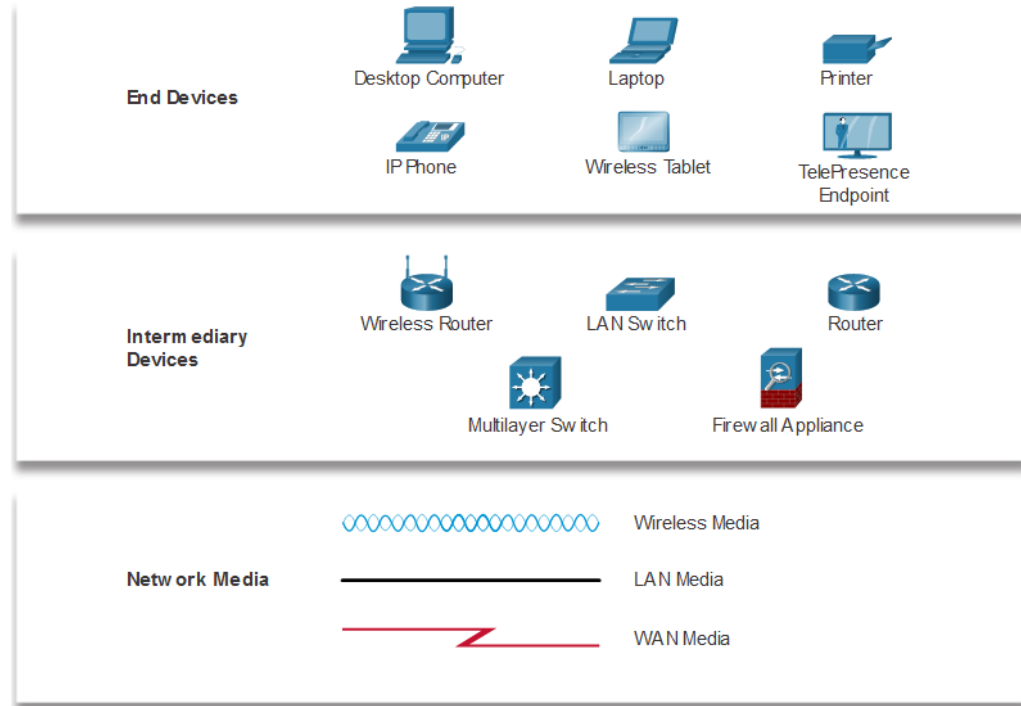 End Devices
Desktop Computer
Laptop
Printer
IP Phone
Wireless Tablet
TelePresence
Endpoint
Intermediary
Devices
Wireless Router
LAN Switch
Router
Multilayer Switch
Firewall Appliance
Network Media
Wireless Media
LAN Media
WAN Media